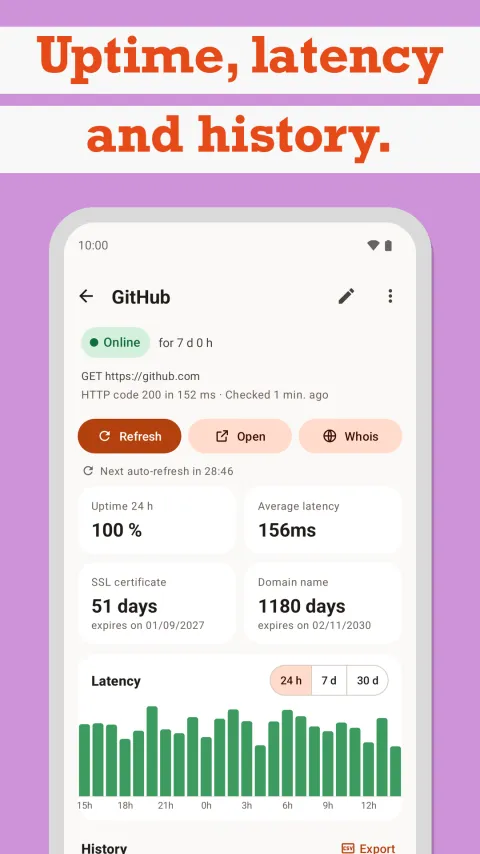 Uptime, latency
and history.
10:00
GitHub
Online for 7 d 0 h
GET https://github.com
HTTP code 200 in 152 ms · Checked 1 min. ago
Refresh Open Whois
Next auto-refresh in 28:46
Uptime 24 h Average latency
100 % 156ms
SSL certificate Domain name
51 days 1180 days
expires on 01/09/2027 expires on 02/11/2030
Latency 24 h 7 d 30 d
15h 18h 21h 0h 3h 6h 9h 12h
History CSV Export